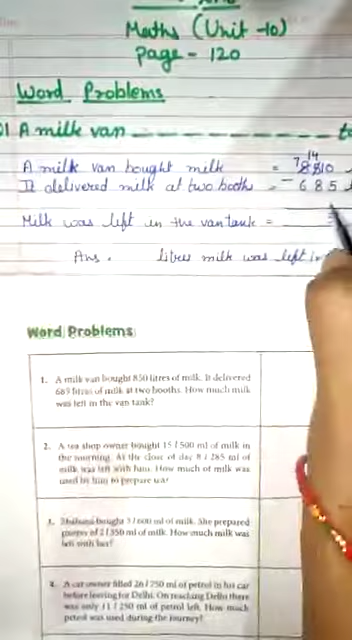 Maths (Unit-10)
Page - 120
Word Problems
A milk van
A milk van bought milk =
It delivered milk at two booths = - 685
Milk was left in the van tank =
Ans. litres milk was left in
Word Problems
1. A milk van bought 850 litres of milk. It delivered
litres of milk at two booths. How much milk
was left in the van tank?
2. A tea shop owner bought 15 l 500 ml of milk in
the morning. At the close of day 8 l 285 ml of
milk was left with him. How much of milk was
used by him to prepare tea?
3. bought ml of milk. She prepared
of 2 l 350 ml of milk. How much milk was
left with her?
4. A car owner filled 26 l 250 ml of petrol in his car
before leaving for Delhi. On reaching Delhi there
was only 11 l 250 ml of petrol left. How much
petrol was used during the journey?